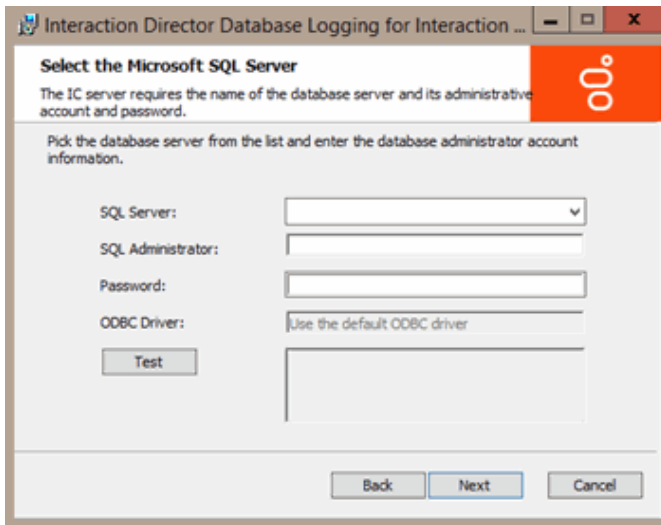 Interaction Director Database Logging for Interaction ...
Select the Microsoft SQL Server
The IC server requires the name of the database server and its administrative
account and password.
Pick the database server from the list and enter the database administrator account
information.
SQL Server:
SQL Administrator:
Password:
ODBC Driver: Use the default ODBC driver
Test
Back Next Cancel